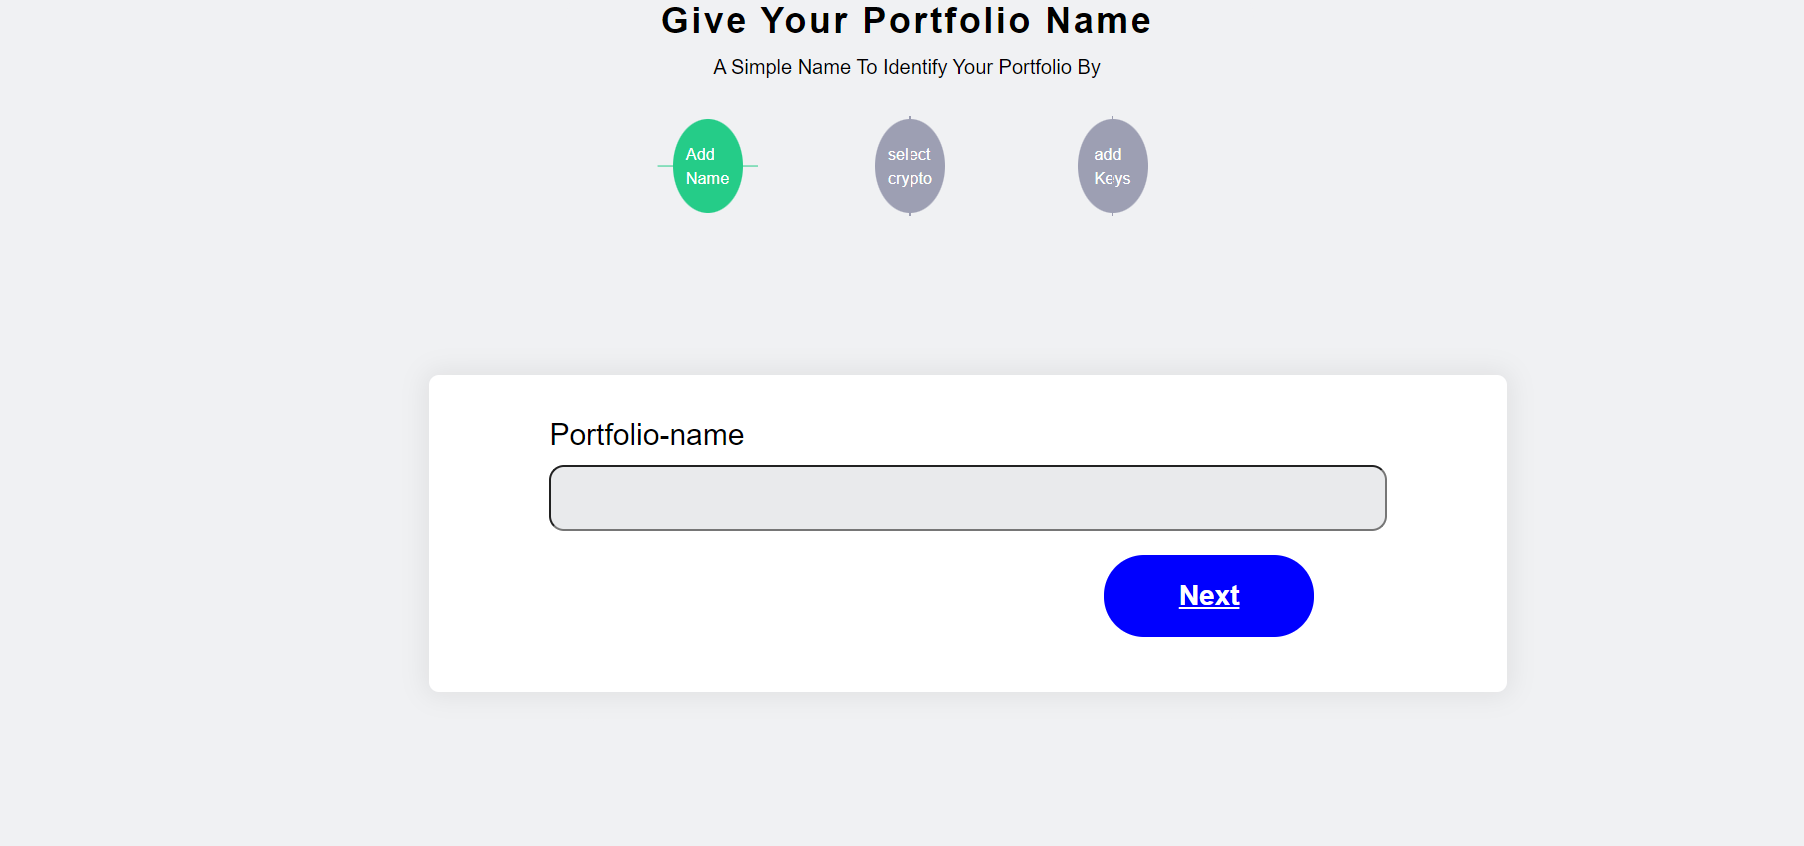 Give Your Portfolio Name
A Simple Name To Identify Your Portfolio By
Add
Name
select
crypto
add
Keys
Portfolio-name
Next